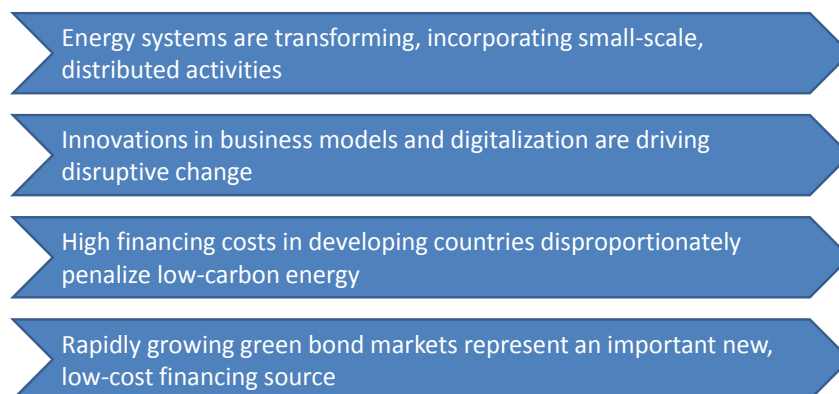 Energy systems are transforming, incorporating small-scale,
distributed activities
Innovations in business models and digitalization are driving
disruptive change
High financing costs in developing countries disproportionately
penalize low-carbon energy
Rapidly growing green bond markets represent an important new,
low-cost financing source